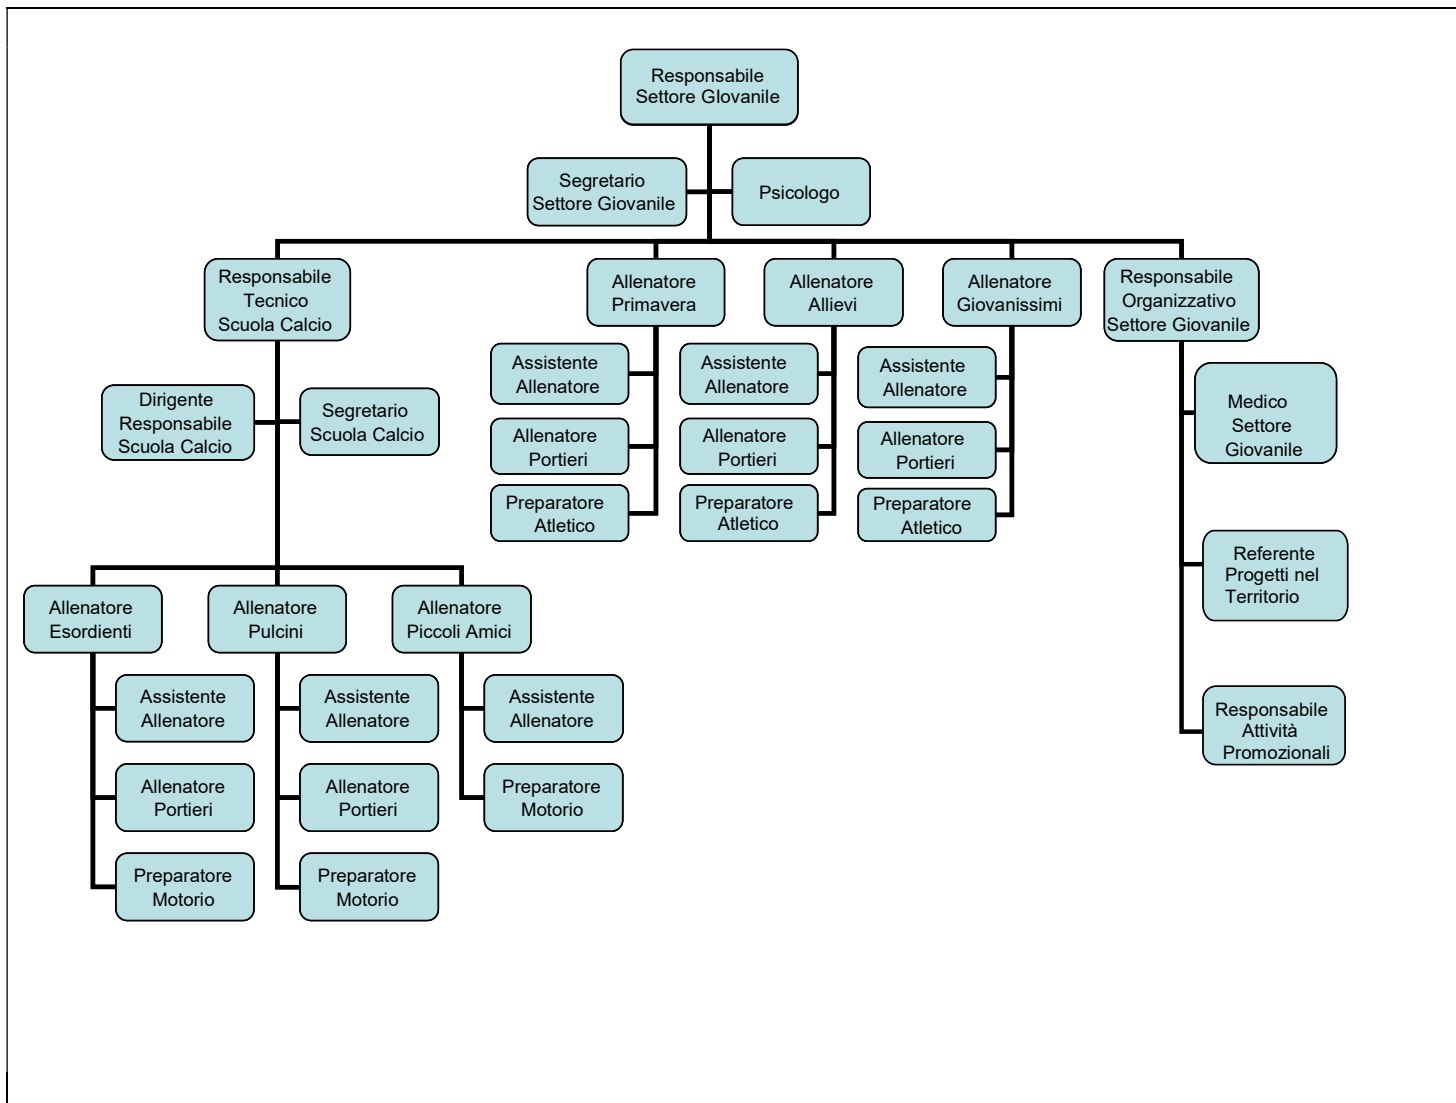 Responsabile
Settore GIovanile
Segretario
Settore Giovanile
Psicologo
Responsabile
Tecnico
Scuola Calcio
Allenatore
Primavera
Allenatore
Allievi
Allenatore
Giovanissimi
Responsabile
Organizzativo
Settore Giovanile
Dirigente
Responsabile
Scuola Calcio
Segretario
Scuola Calcio
Assistente
Allenatore
Allenatore
Portieri
Preparatore
Atletico
Assistente
Allenatore
Allenatore
Portieri
Preparatore
Atletico
Assistente
Allenatore
Allenatore
Portieri
Preparatore
Atletico
Medico
Settore
Giovanile
Referente
Progetti nel
Territorio
Responsabile
Attività
Promozionali
Allenatore
Esordienti
Assistente
Allenatore
Allenatore
Portieri
Preparatore
Motorio
Allenatore
Pulcini
Assistente
Allenatore
Allenatore
Portieri
Preparatore
Motorio
Allenatore
Piccoli Amici
Assistente
Allenatore
Preparatore
Motorio